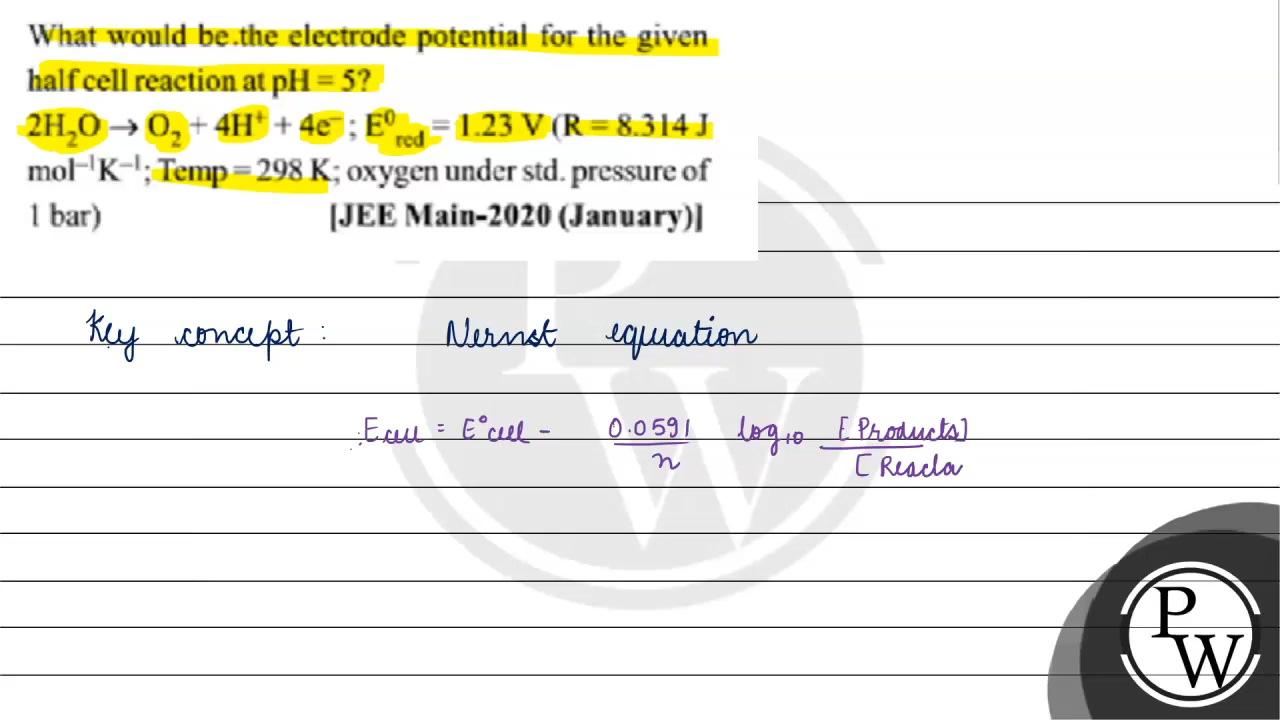 What would be.the electrode potential for the given
half cell reaction at pH = 5?
2H₂O → O₂ + 4H⁺ + 4e⁻ ; E⁰red = 1.23 V (R = 8.314 J
mol⁻¹K⁻¹; Temp = 298 K; oxygen under std. pressure of
1 bar) [JEE Main-2020 (January)]
Key concept : Nernst equation
Ecell = E°cell - 0.0591/n log₁₀ [Products]/[Reacta
PW
PW